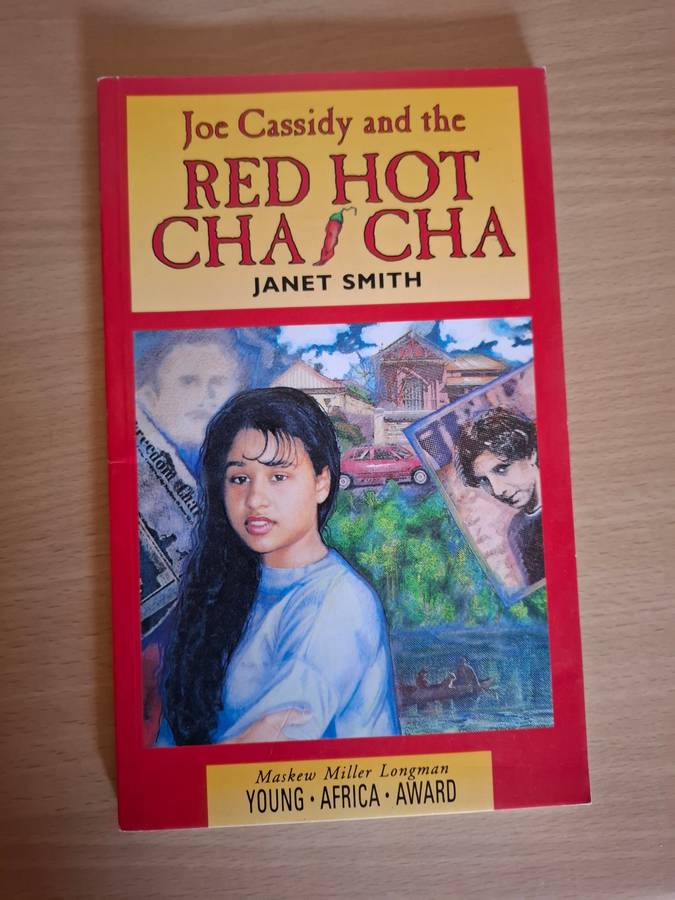 Joe Cassidy and the
RED HOT
CHA CHA
JANET SMITH
Maskew Miller Longman
YOUNG • AFRICA • AWARD